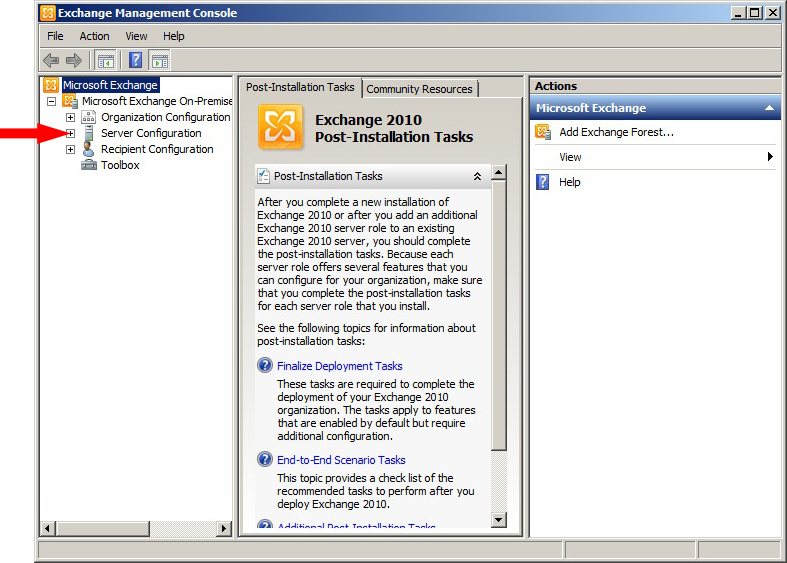 Exchange Management Console
File Action View Help
Microsoft Exchange
Microsoft Exchange On-Premise
Organization Configuration
Server Configuration
Recipient Configuration
Toolbox
Post-Installation Tasks
Community Resources
Exchange 2010
Post-Installation Tasks
Post-Installation Tasks
After you complete a new installation of
Exchange 2010 or after you add an additional
Exchange 2010 server role to an existing
Exchange 2010 server, you should complete
the post-installation tasks. Because each
server role offers several features that you
can configure for your organization, make sure
that you complete the post-installation tasks
for each server role that you install.
See the following topics for information about
post-installation tasks:
Finalize Deployment Tasks
These tasks are required to complete the
deployment of your Exchange 2010
organization. The tasks apply to features
that are enabled by default but require
additional configuration.
End-to-End Scenario Tasks
This topic provides a check list of the
recommended tasks to perform after you
deploy Exchange 2010.
Additional Post-Installation Tasks
Actions
Microsoft Exchange
Add Exchange Forest...
View
Help